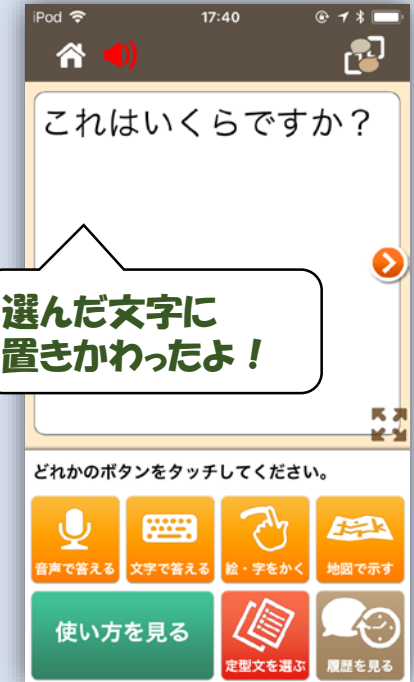 iPod 17:40
これはいくらですか？
選んだ文字に
置きかわったよ！
どれかのボタンをタッチしてください。
音声で答える 文字で答える 絵・字をかく 地図で示す
使い方を見る 定型文を選ぶ 履歴を見る